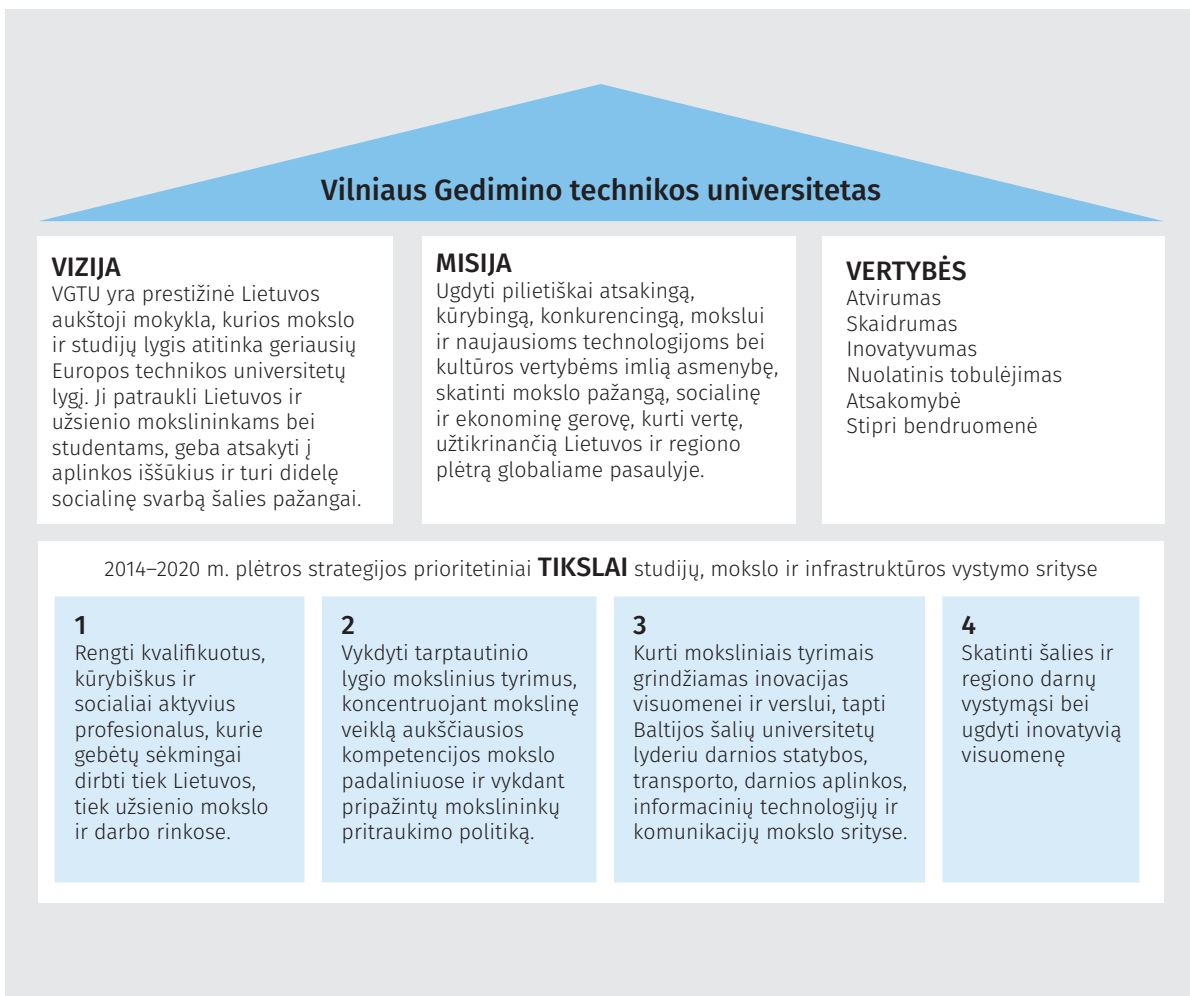 Vilniaus Gedimino technikos universitetas
VIZIJA
VGTU yra prestižinė Lietuvos
aukštoji mokykla, kurios mokslo
ir studijų lygis atitinka geriausių
Europos technikos universitetų
lygį. Ji patraukli Lietuvos ir
užsienio mokslininkams bei
studentams, geba atsakyti į
aplinkos iššūkius ir turi didelę
socialinę svarbą šalies pažangai.
MISIJA
Ugdyti pilietiškai atsakingą,
kūrybingą, konkurencingą, mokslui
ir naujausioms technologijoms bei
kultūros vertybėms imlią asmenybę,
skatinti mokslo pažangą, socialinę
ir ekonominę gerovę, kurti vertę,
užtikrinančią Lietuvos ir regiono
plėtrą globaliame pasaulyje.
VERTYBĖS
Atvirumas
Skaidrumas
Inovatyvumas
Nuolatinis tobulėjimas
Atsakomybė
Stipri bendruomenė
2014–2020 m. plėtros strategijos prioritetiniai TIKSLAI studijų, mokslo ir infrastruktūros vystymo srityse
1
Rengti kvalifikuotus,
kūrybiškus ir
socialiai aktyvius
profesionalus, kurie
gebėtų sėkmingai
dirbti tiek Lietuvos,
tiek užsienio mokslo
ir darbo rinkose.
2
Vykdyti tarptautinio
lygio mokslinius tyrimus,
koncentruojant mokslinę
veiklą aukščiausios
kompetencijos mokslo
padaliniuose ir vykdant
pripažintų mokslininkų
pritraukimo politiką.
3
Kurti moksliniais tyrimais
grindžiamas inovacijas
visuomenei ir verslui, tapti
Baltijos šalių universitetų
lyderiu darnios statybos,
transporto, darnios aplinkos,
informacinių technologijų ir
komunikacijų mokslo srityse.
4
Skatinti šalies ir
regiono darnų
vystymąsi bei
ugdyti inovatyvią
visuomenę